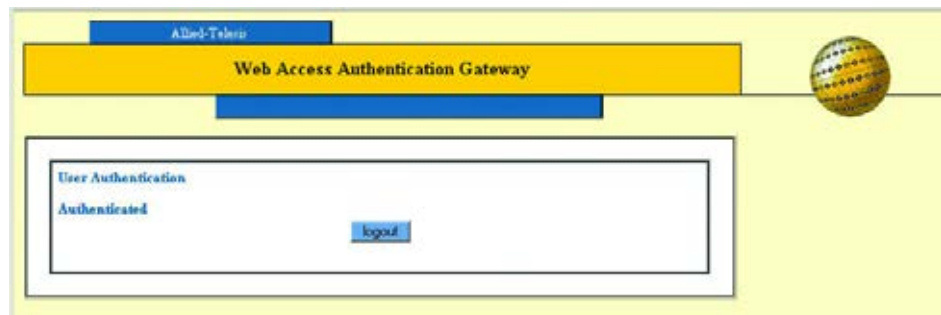 Allied-Telesis
Web Access Authentication Gateway
User Authentication
Authenticated
logout